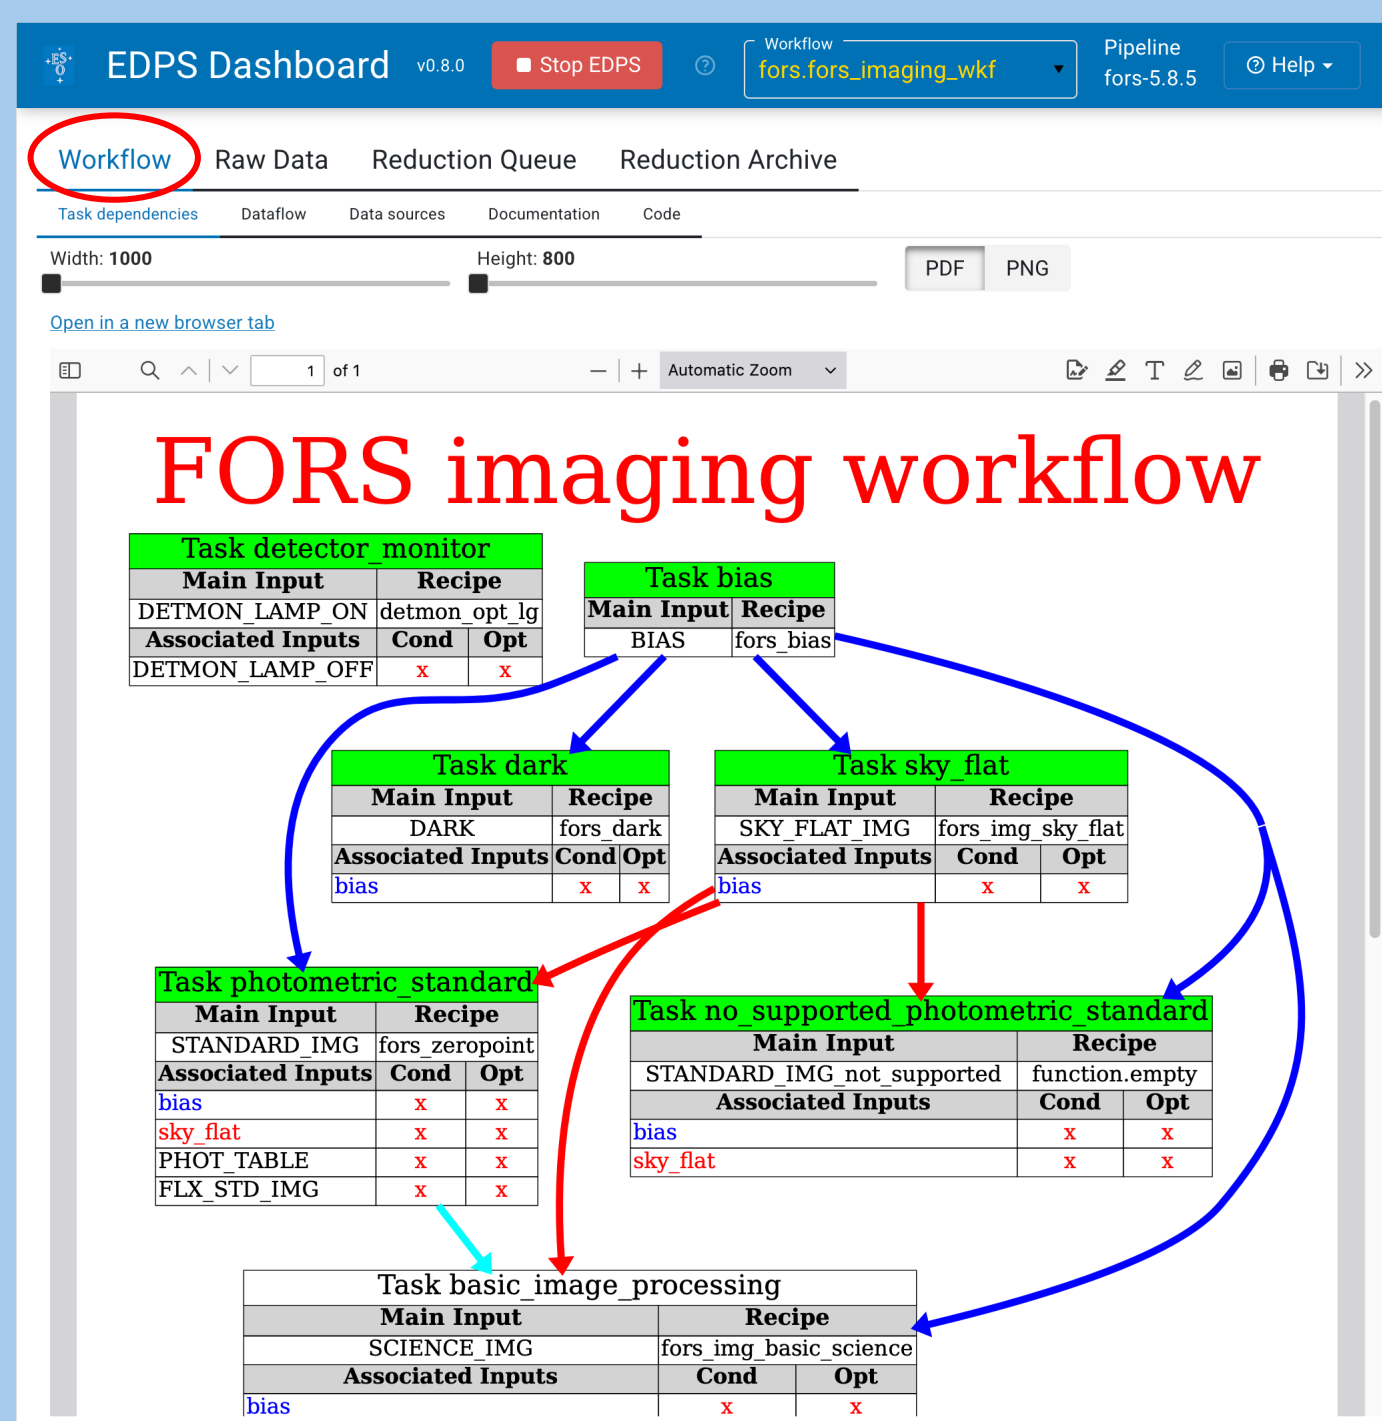 EDPS Dashboard v0.8.0 Stop EDPS Workflow fors.fors_imaging_wkf Pipeline fors-5.8.5 Help
Workflow Raw Data Reduction Queue Reduction Archive
Task dependencies Dataflow Data sources Documentation Code
Width: 1000 Height: 800 PDF PNG
Open in a new browser tab
1 of 1 Automatic Zoom
FORS imaging workflow
Task detector_monitor
Main Input Recipe
DETMON_LAMP_ON detmon_opt_lg
Associated Inputs Cond Opt
DETMON_LAMP_OFF x x
Task bias
Main Input Recipe
BIAS fors_bias
Task dark
Main Input Recipe
DARK fors_dark
Associated Inputs Cond Opt
bias x x
Task sky_flat
Main Input Recipe
SKY_FLAT_IMG fors_img_sky_flat
Associated Inputs Cond Opt
bias x x
Task photometric_standard
Main Input Recipe
STANDARD_IMG fors_zeropoint
Associated Inputs Cond Opt
bias x x
sky_flat x x
PHOT_TABLE x x
FLX_STD_IMG x x
Task no_supported_photometric_standard
Main Input Recipe
STANDARD_IMG_not_supported function.empty
Associated Inputs Cond Opt
bias x x
sky_flat x x
Task basic_image_processing
Main Input Recipe
SCIENCE_IMG fors_img_basic_science
Associated Inputs Cond Opt
bias x x